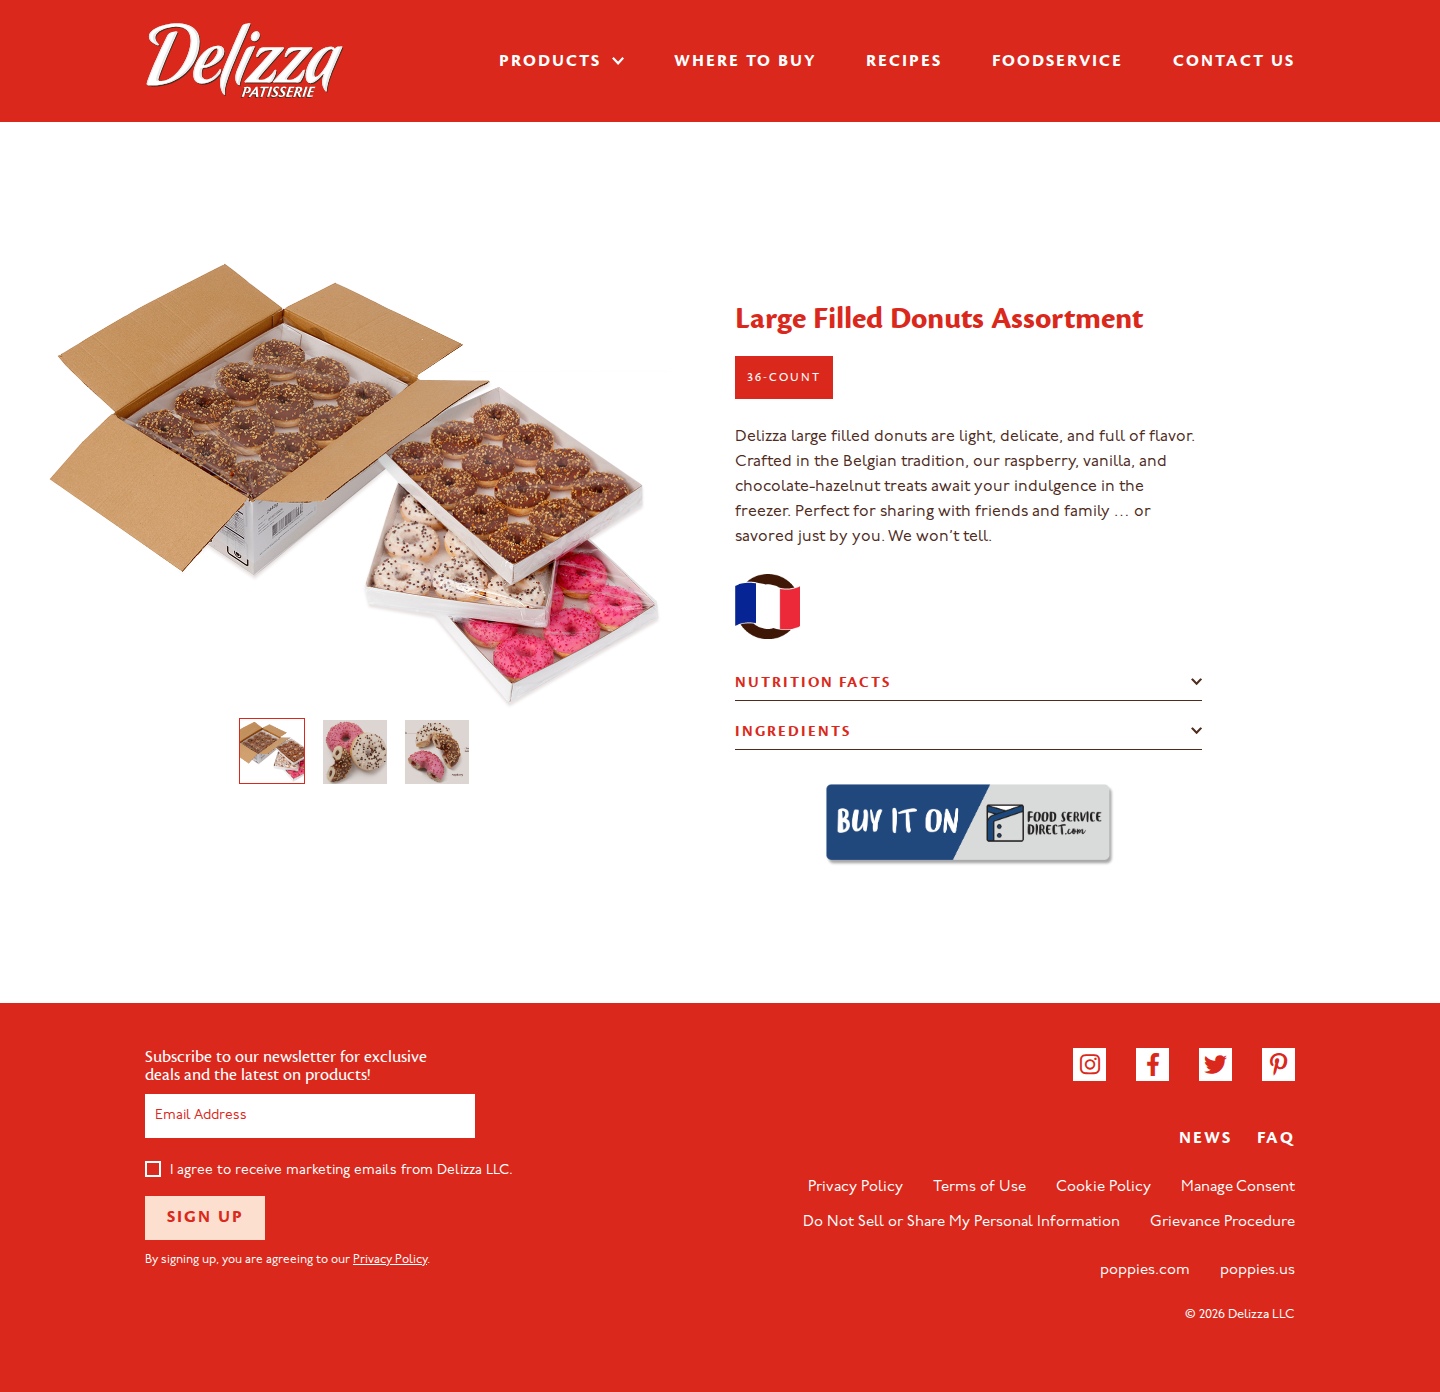 Delizza
PATISSERIE
PRODUCTS
WHERE TO BUY
RECIPES
FOODSERVICE
CONTACT US
Large Filled Donuts Assortment
36-COUNT
Delizza large filled donuts are light, delicate, and full of flavor.
Crafted in the Belgian tradition, our raspberry, vanilla, and
chocolate-hazelnut treats await your indulgence in the
freezer. Perfect for sharing with friends and family … or
savored just by you. We won’t tell.
NUTRITION FACTS
INGREDIENTS
BUY IT ON
FOOD SERVICE
DIRECT.com
Subscribe to our newsletter for exclusive
deals and the latest on products!
Email Address
I agree to receive marketing emails from Delizza LLC.
SIGN UP
By signing up, you are agreeing to our Privacy Policy.
NEWS
FAQ
Privacy Policy
Terms of Use
Cookie Policy
Manage Consent
Do Not Sell or Share My Personal Information
Grievance Procedure
poppies.com
poppies.us
© 2026 Delizza LLC